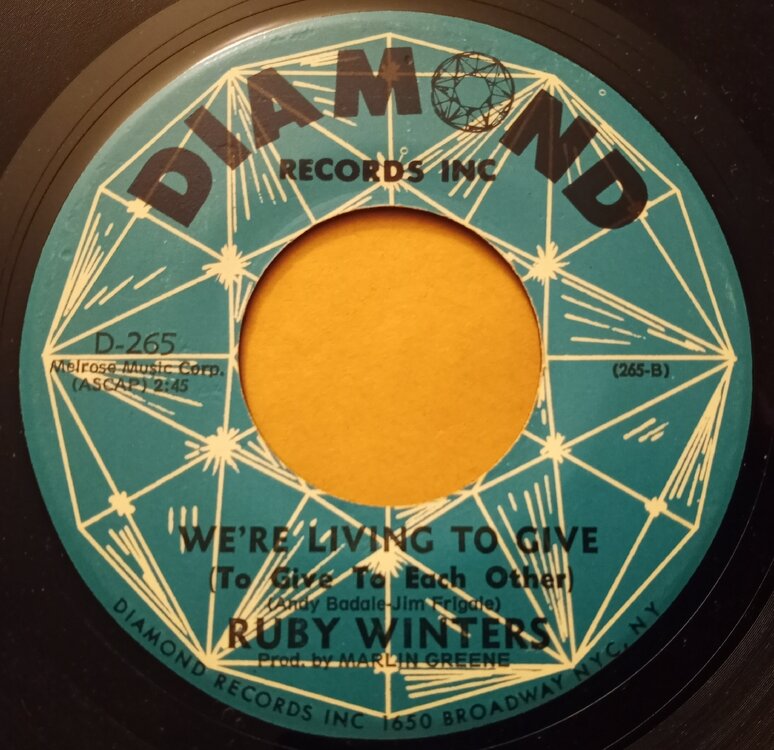 DIAMOND
RECORDS INC
D-265
Melrose Music Corp.
(ASCAP) 2:45
(265-B)
WE'RE LIVING TO GIVE
(To Give To Each Other)
(Andy Badale-Jim Frigale)
RUBY WINTERS
Prod. by MARLIN GREENE
DIAMOND RECORDS INC 1650 BROADWAY NYC, NY